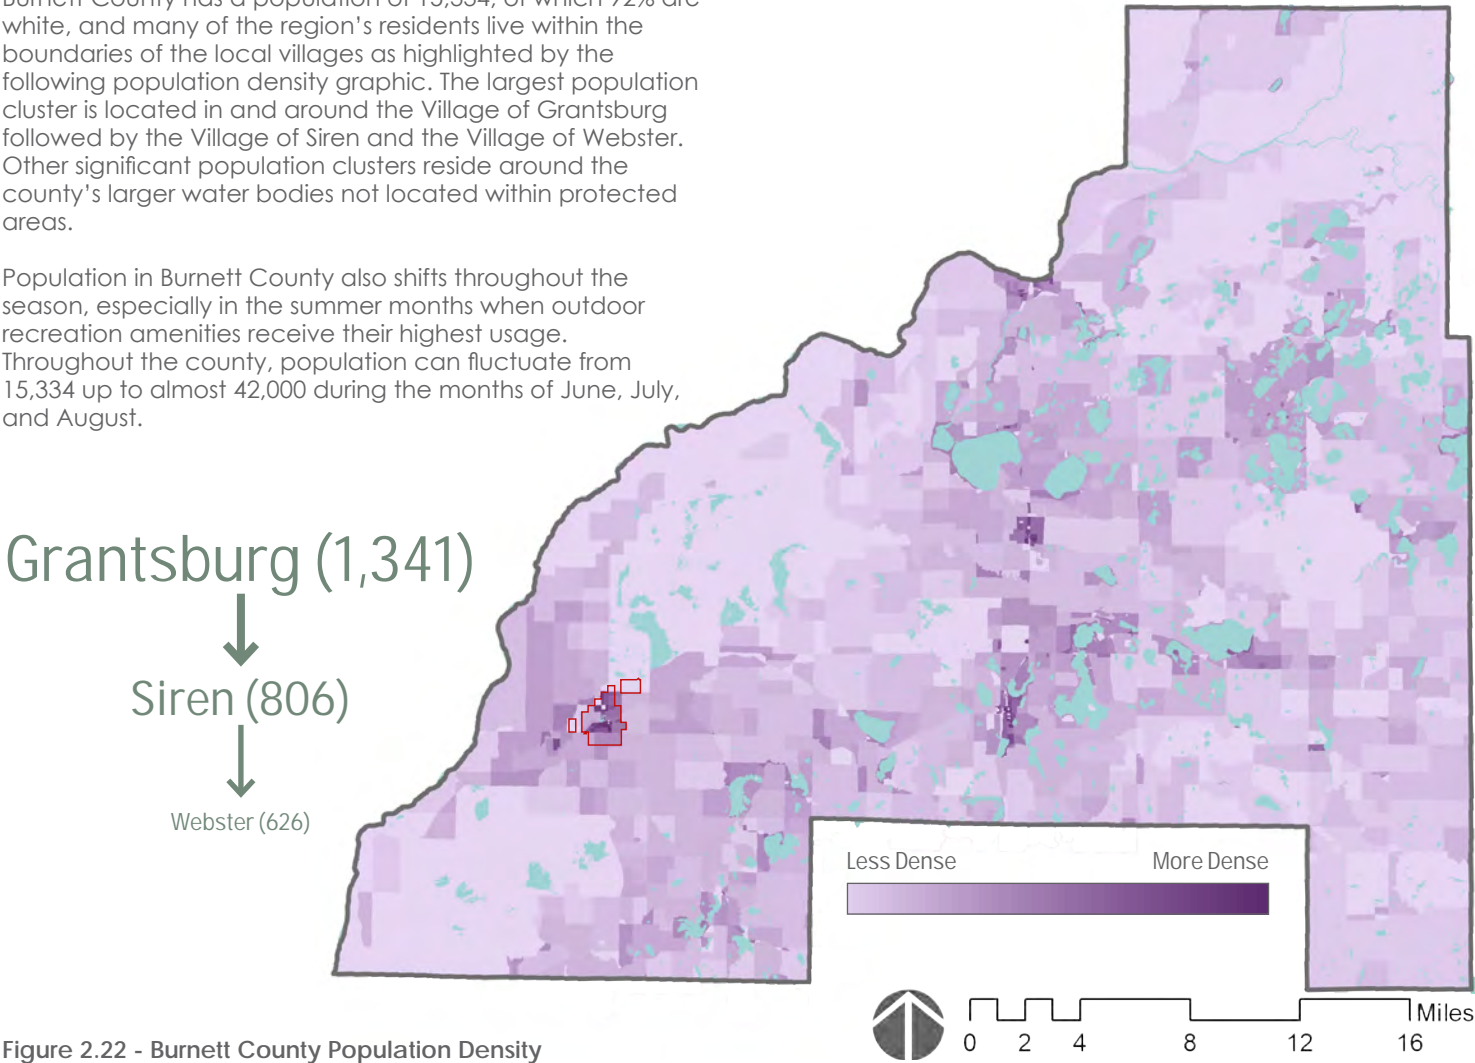 Burnett County has a population of 15,334, of which 92% are
white, and many of the region's residents live within the
boundaries of the local villages as highlighted by the
following population density graphic. The largest population
cluster is located in and around the Village of Grantsburg
followed by the Village of Siren and the Village of Webster.
Other significant population clusters reside around the
county's larger water bodies not located within protected
areas.
Population in Burnett County also shifts throughout the
season, especially in the summer months when outdoor
recreation amenities receive their highest usage.
Throughout the county, population can fluctuate from
15,334 up to almost 42,000 during the months of June, July,
and August.
Grantsburg (1,341)
Siren (806)
Webster (626)
Less Dense More Dense
Miles
0 2 4 8 12 16
Figure 2.22 - Burnett County Population Density